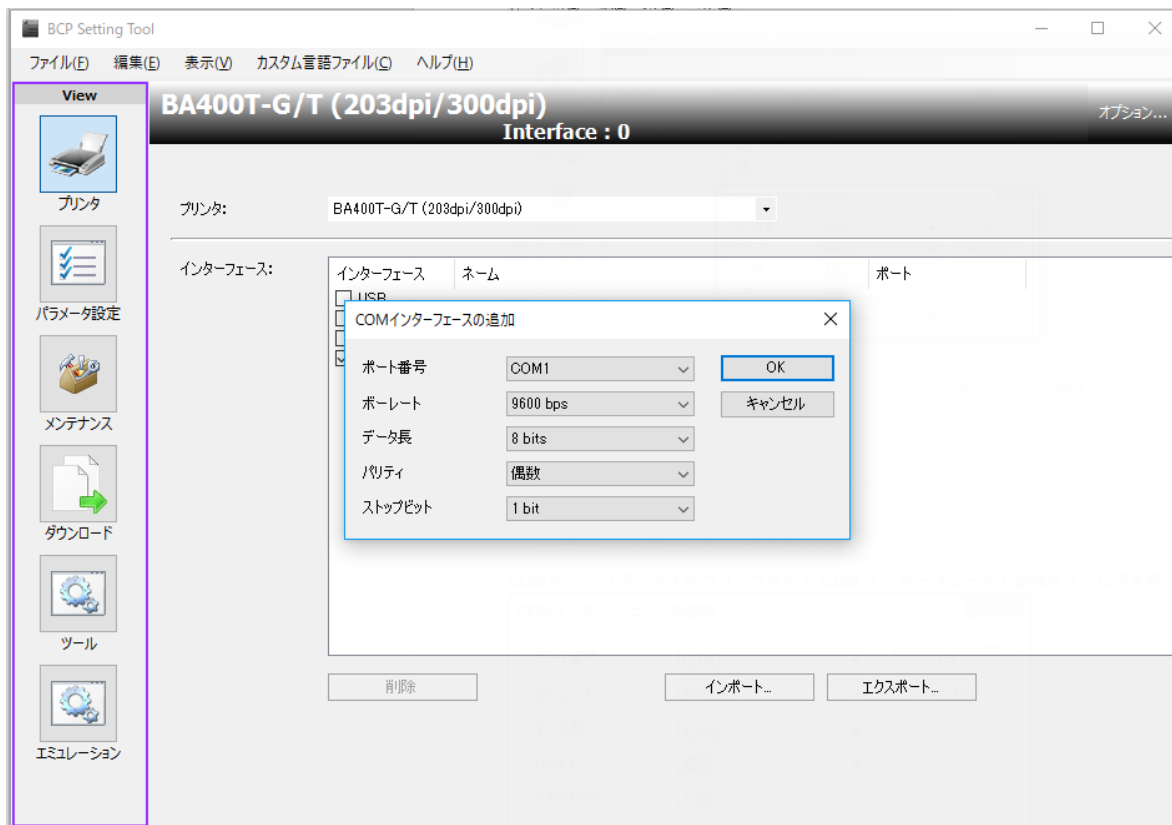 BCP Setting Tool
ファイル(F) 編集(E) 表示(V) カスタム言語ファイル(C) ヘルプ(H)
View
BA400T-G/T (203dpi/300dpi)
Interface : 0
オプション...
プリンタ
プリンタ:
BA400T-G/T (203dpi/300dpi)
パラメータ設定
インターフェース:
インターフェース ネーム ポート
USB
COMインターフェースの追加
ポート番号 COM1 OK
ボーレート 9600 bps キャンセル
データ長 8 bits
パリティ 偶数
ストップビット 1 bit
メンテナンス
ダウンロード
ツール
エミュレーション
削除 インポート... エクスポート...